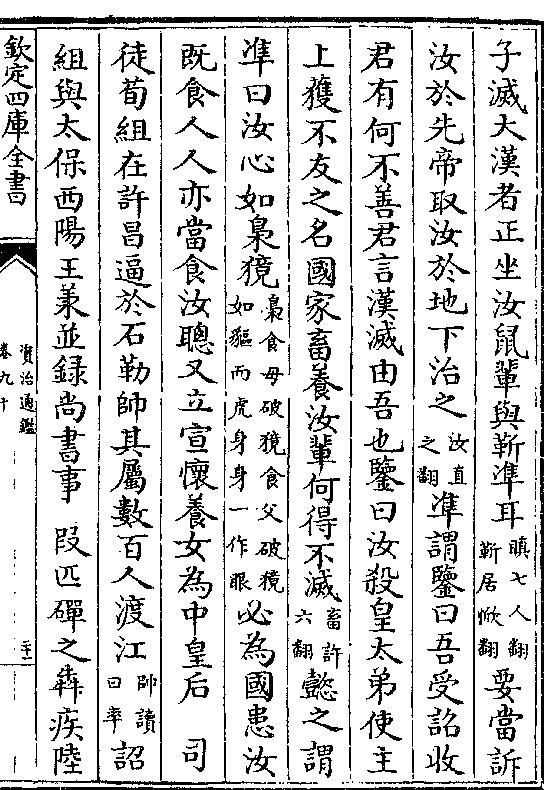 子滅大漢者正坐汝鼠輩與靳準耳瞋七人翻靳居焮翻要當訴
汝於先帝取汝於地下治之汝直之翻準謂鑒曰吾受詔收
君有何不善君言漢滅由吾也鑒曰汝殺皇太弟使主
上獲不友之名國家畜養汝輩何得不滅畜許六翻懿之謂
準曰汝心如梟獍梟食母破獍食父破獍如貙而虎身身一作眼必為國患汝
既食人人亦當食汝聰又立宣懷養女為中皇后 司
徒荀組在許昌逼於石勒帥其屬數百人渡江帥讀曰率詔
組與太保西陽王羕並録尚書事 段匹磾之奔疾陸
欽定四庫全書
資治通鑑
卷九十
二十一